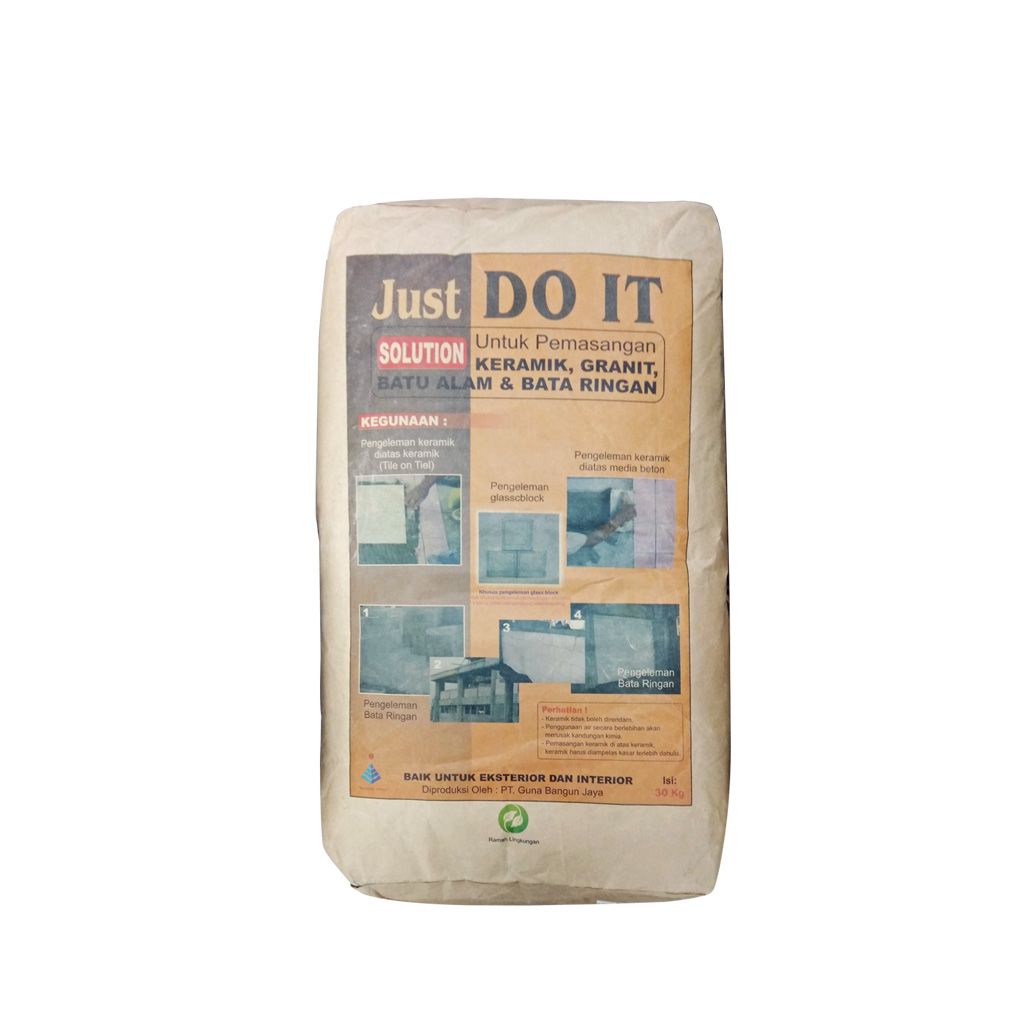 Just DO IT
SOLUTION
Untuk Pemasangan
KERAMIK, GRANIT,
BATU ALAM & BATA RINGAN
KEGUNAAN :
Pengeleman keramik
diatas keramik
(Tile on Tiel)
Pengeleman
glasscblock
Pengeleman keramik
diatas media beton
Khusus pengeleman glass block
1
2
3
4
Pengeleman
Bata Ringan
Pengeleman
Bata Ringan
Perhatian !
- Keramik tidak boleh direndam.
- Penggunaan air secara berlebihan akan
merusak kandungan kimia.
- Pemasangan keramik di atas keramik,
keramik harus diampelas kasar terlebih dahulu.
BAIK UNTUK EKSTERIOR DAN INTERIOR
Diproduksi Oleh : PT. Guna Bangun Jaya
Isi:
30 Kg
Ramah Lingkungan